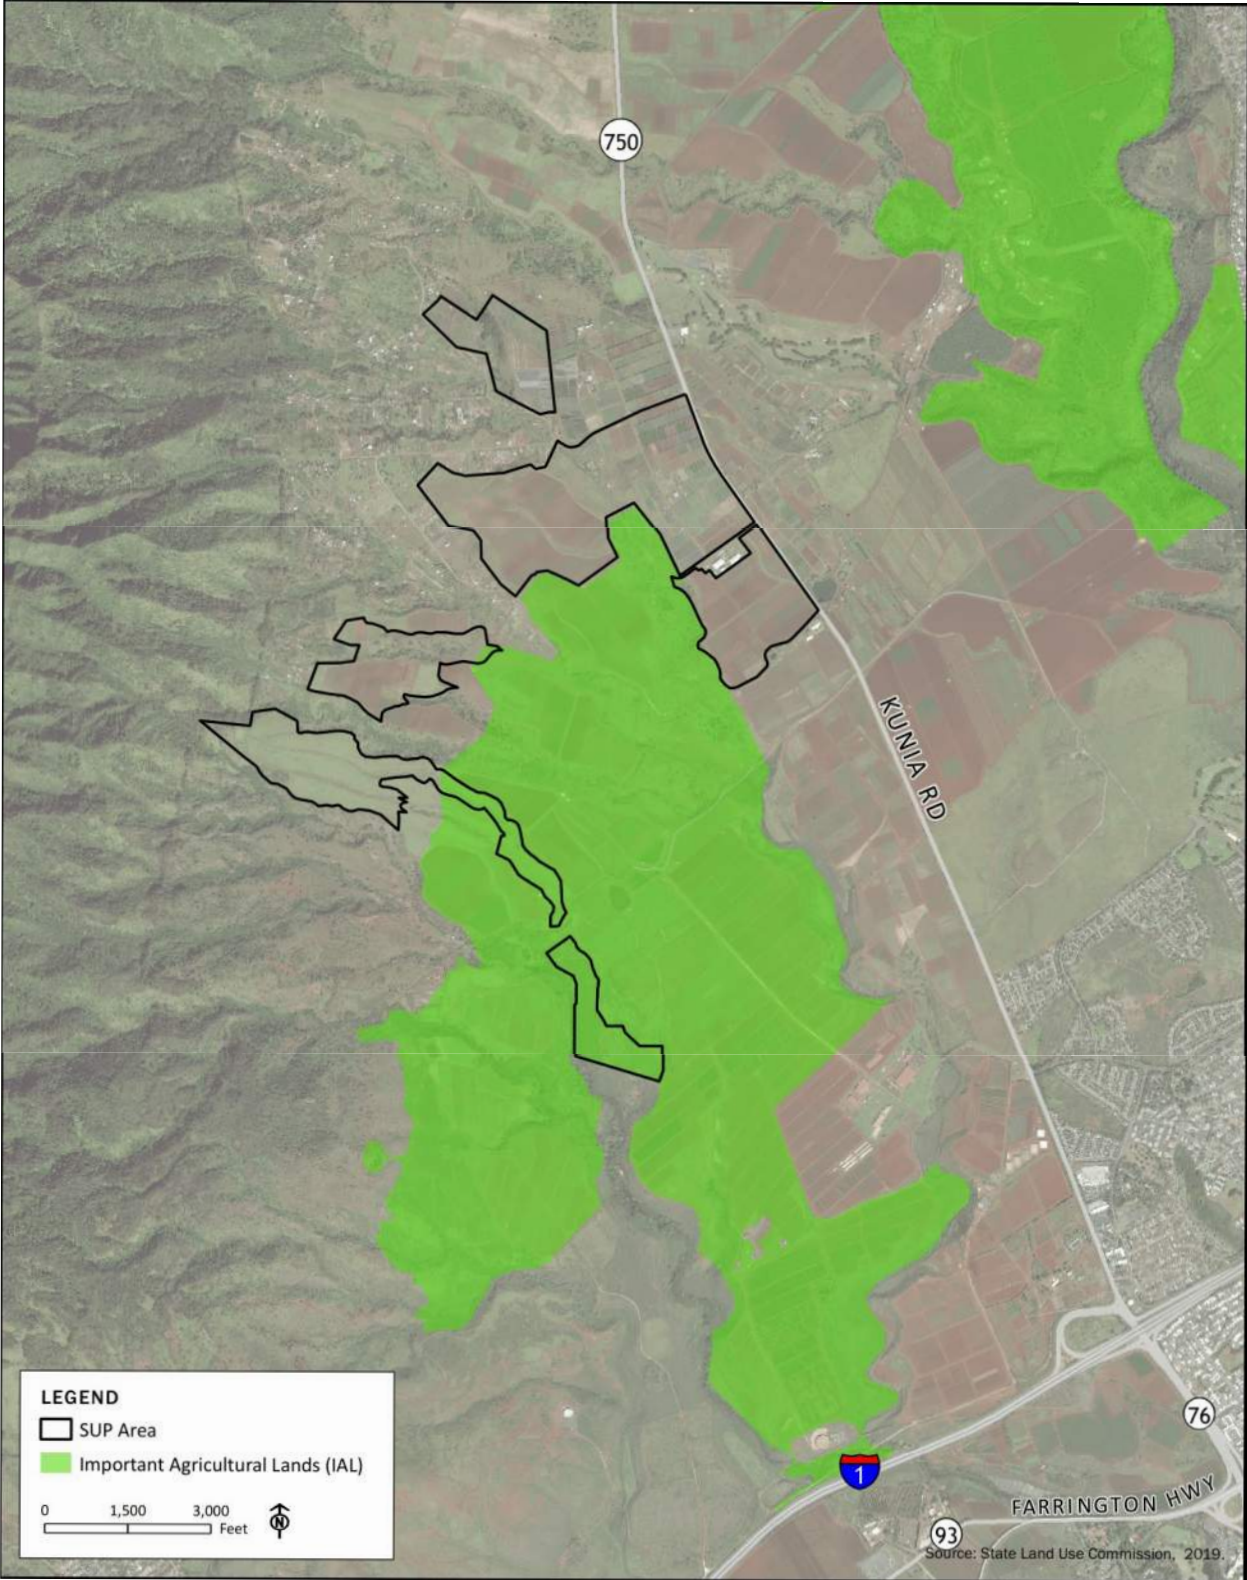 750
KUNIA RD
LEGEND
SUP Area
Important Agricultural Lands (IAL)
0 1,500 3,000
Feet
N
1
76
FARRINGTON HWY
93
Source: State Land Use Commission, 2019.